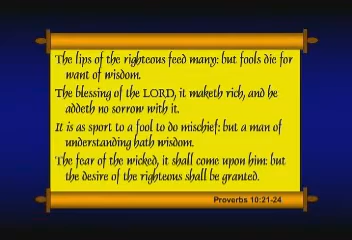 The lips of the righteous feed many: but fools die for
want of wisdom.
The blessing of the LORD, it maketh rich, and he
addeth no sorrow with it.
It is as sport to a fool to do mischief: but a man of
understanding hath wisdom.
The fear of the wicked, it shall come upon him: but
the desire of the righteous shall be granted.
Proverbs 10:21-24